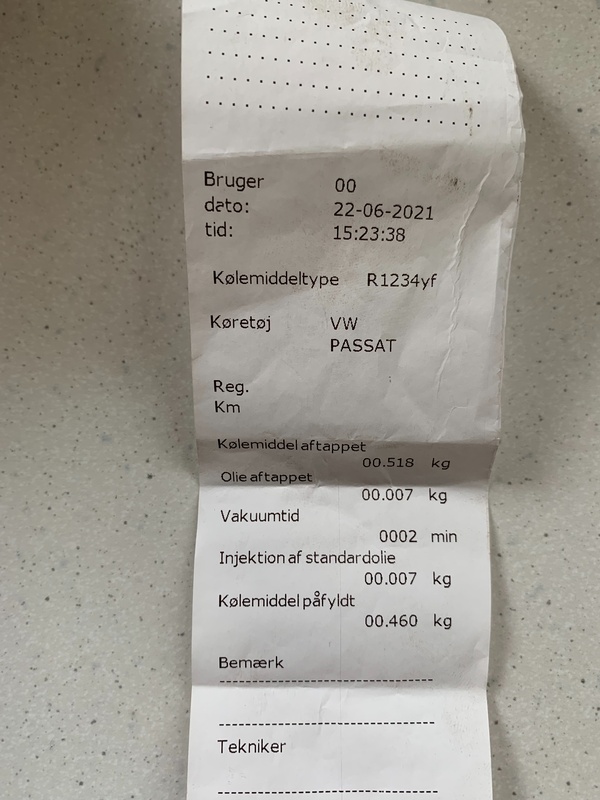 Bruger 00
dato: 22-06-2021
tid: 15:23:38
Kølemiddeltype R1234yf
Køretøj VW
PASSAT
Reg.
Km
Kølemiddel aftappet
00.518 kg
Olie aftappet
00.007 kg
Vakuumtid
0002 min
Injektion af standardolie
00.007 kg
Kølemiddel påfyldt
00.460 kg
Bemærk
Tekniker